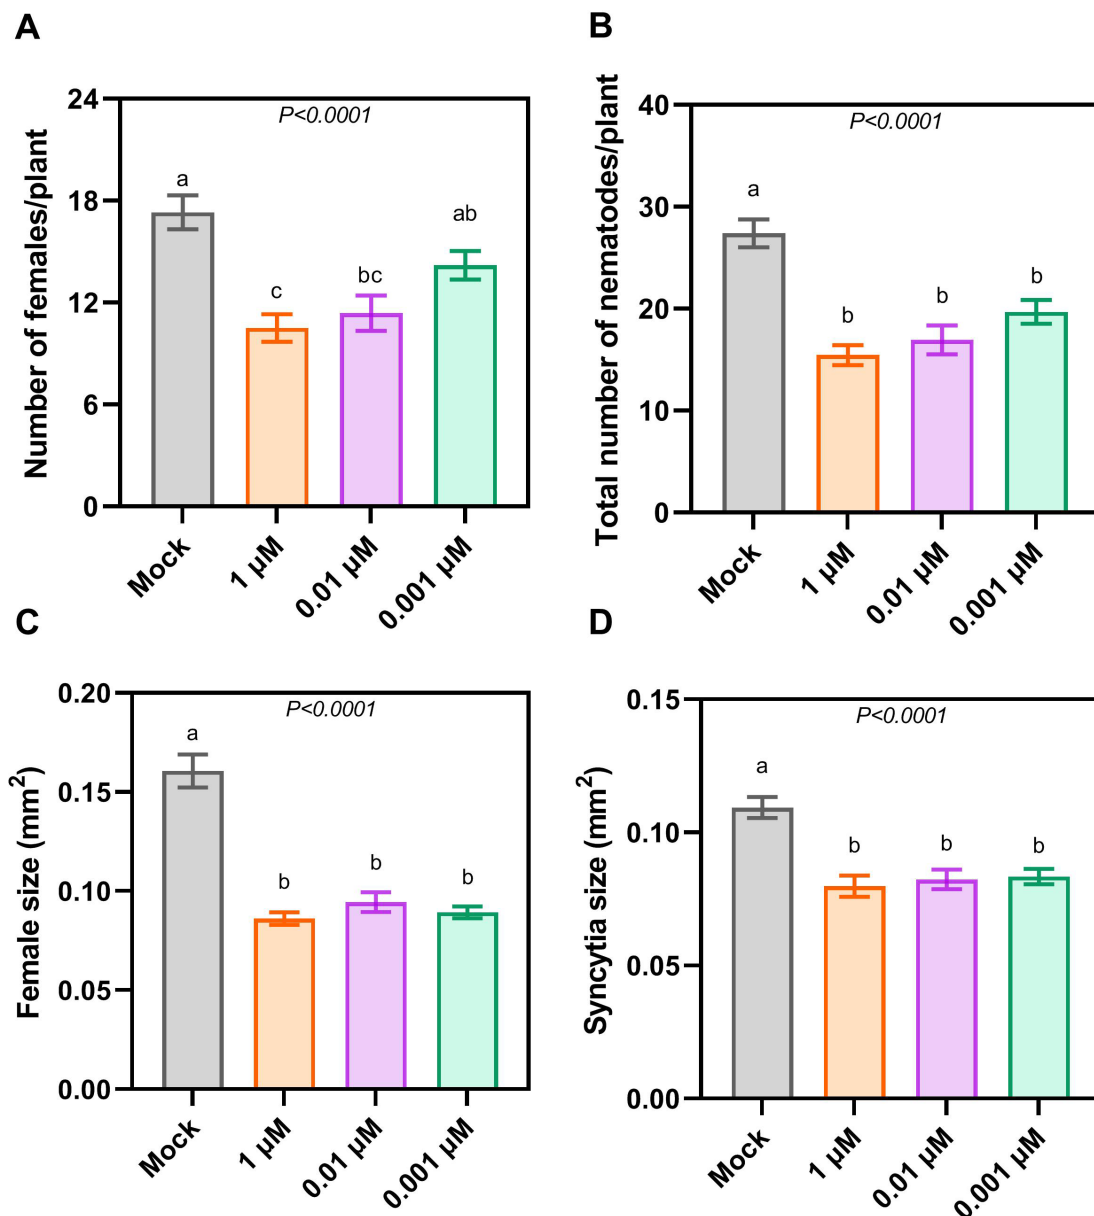 A
Number of females/plant
24
18
12
6
0
P<0.0001
a
c
bc
ab
Mock
1 µM
0.01 µM
0.001 µM
B
Total number of nematodes/plant
40
30
20
10
0
P<0.0001
a
b
b
b
Mock
1 µM
0.01 µM
0.001 µM
C
Female size (mm²)
0.20
0.15
0.10
0.05
0.00
P<0.0001
a
b
b
b
Mock
1 µM
0.01 µM
0.001 µM
D
Syncytia size (mm²)
0.15
0.10
0.05
0.00
P<0.0001
a
b
b
b
Mock
1 µM
0.01 µM
0.001 µM